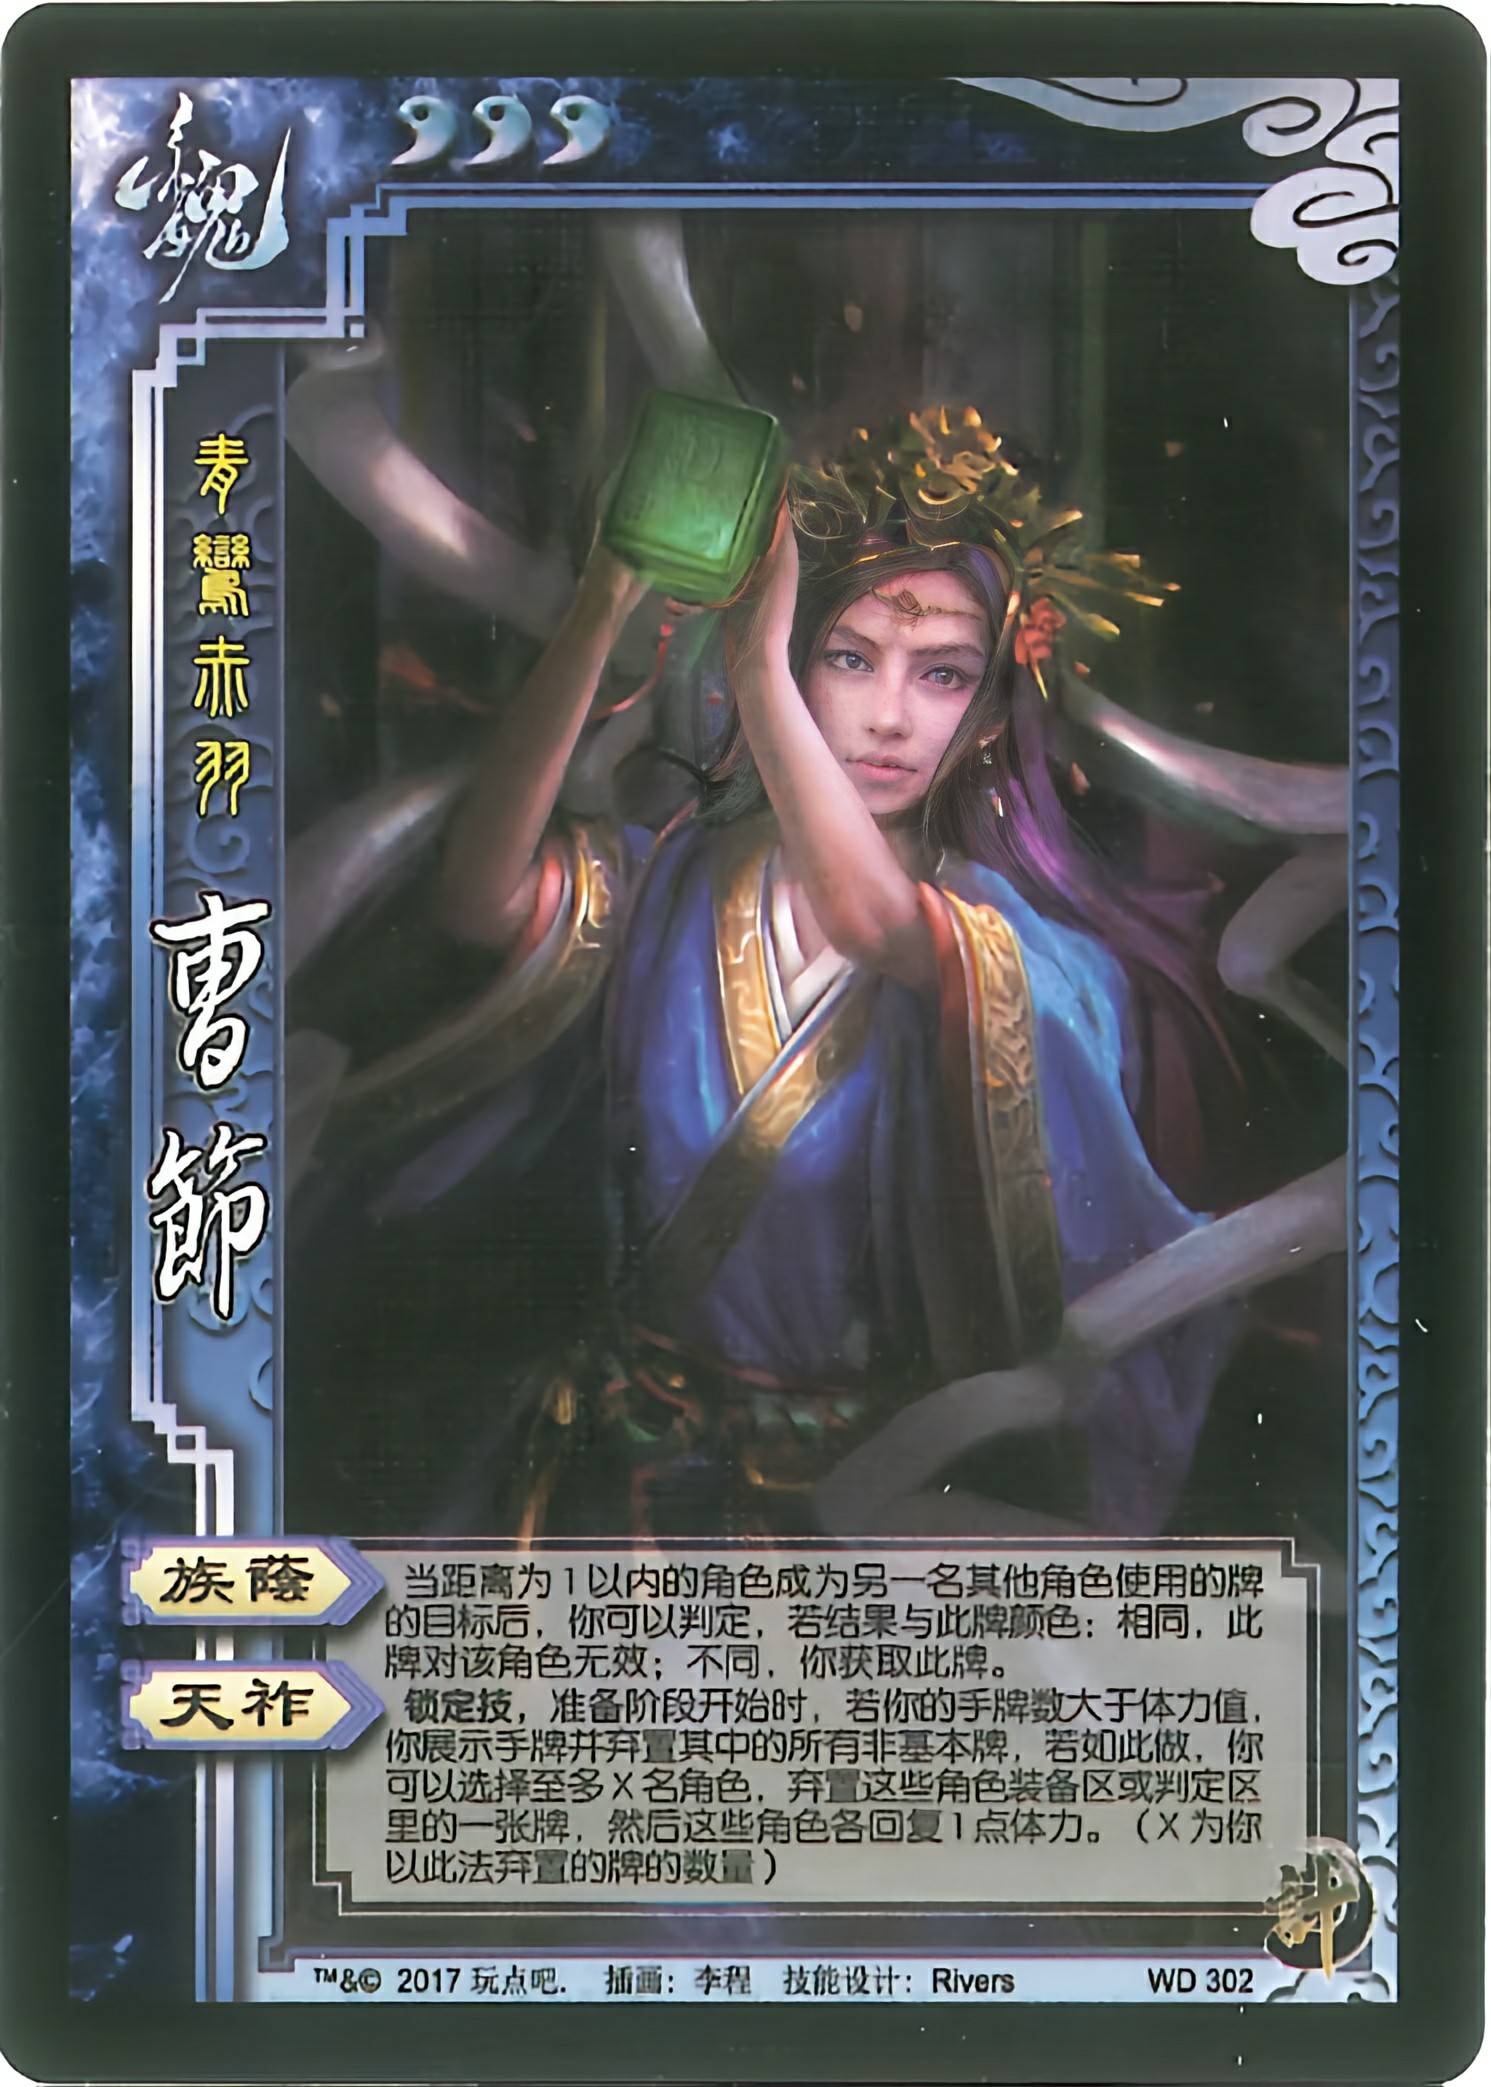 魏
青鸞赤羽
曹節
族蔭
当距离为1以内的角色成为另一名其他角色使用的牌
的目标后，你可以判定，若结果与此牌颜色：相同，此
牌对该角色无效；不同，你获取此牌。
天祚
锁定技，准备阶段开始时，若你的手牌数大于体力值，
你展示手牌并弃置其中的所有非基本牌，若如此做，你
可以选择至多X名角色，弃置这些角色装备区或判定区
里的一张牌，然后这些角色各回复1点体力。（X为你
以此法弃置的牌的数量）
™&© 2017 玩点吧. 插画：李程 技能设计：Rivers WD 302